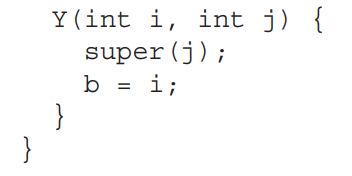 Y(int i, int j) {
super(j);
b = i;
}
}